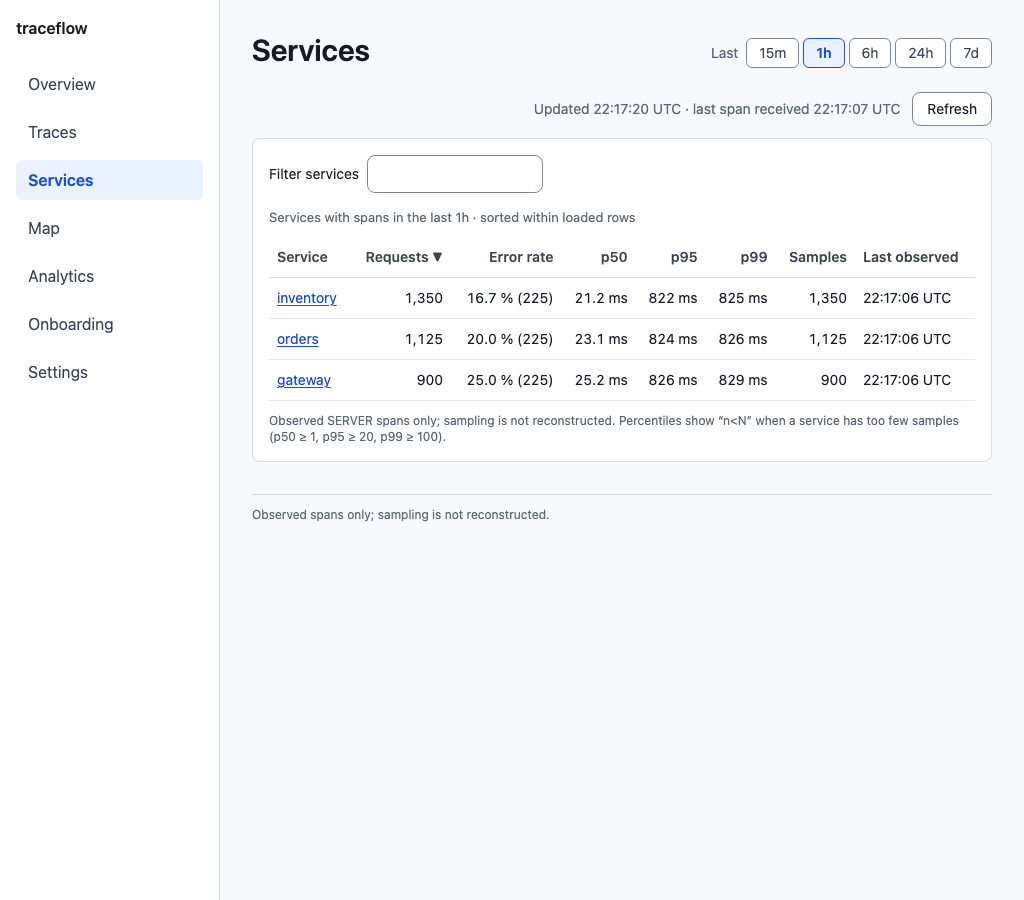 traceflow
Overview
Traces
Services
Map
Analytics
Onboarding
Settings
Services
Last 15m 1h 6h 24h 7d
Updated 22:17:20 UTC · last span received 22:17:07 UTC Refresh
Filter services
Services with spans in the last 1h · sorted within loaded rows
Service Requests ▼ Error rate p50 p95 p99 Samples Last observed
inventory 1,350 16.7 % (225) 21.2 ms 822 ms 825 ms 1,350 22:17:06 UTC
orders 1,125 20.0 % (225) 23.1 ms 824 ms 826 ms 1,125 22:17:06 UTC
gateway 900 25.0 % (225) 25.2 ms 826 ms 829 ms 900 22:17:06 UTC
Observed SERVER spans only; sampling is not reconstructed. Percentiles show “n<N” when a service has too few samples
(p50 ≥ 1, p95 ≥ 20, p99 ≥ 100).
Observed spans only; sampling is not reconstructed.